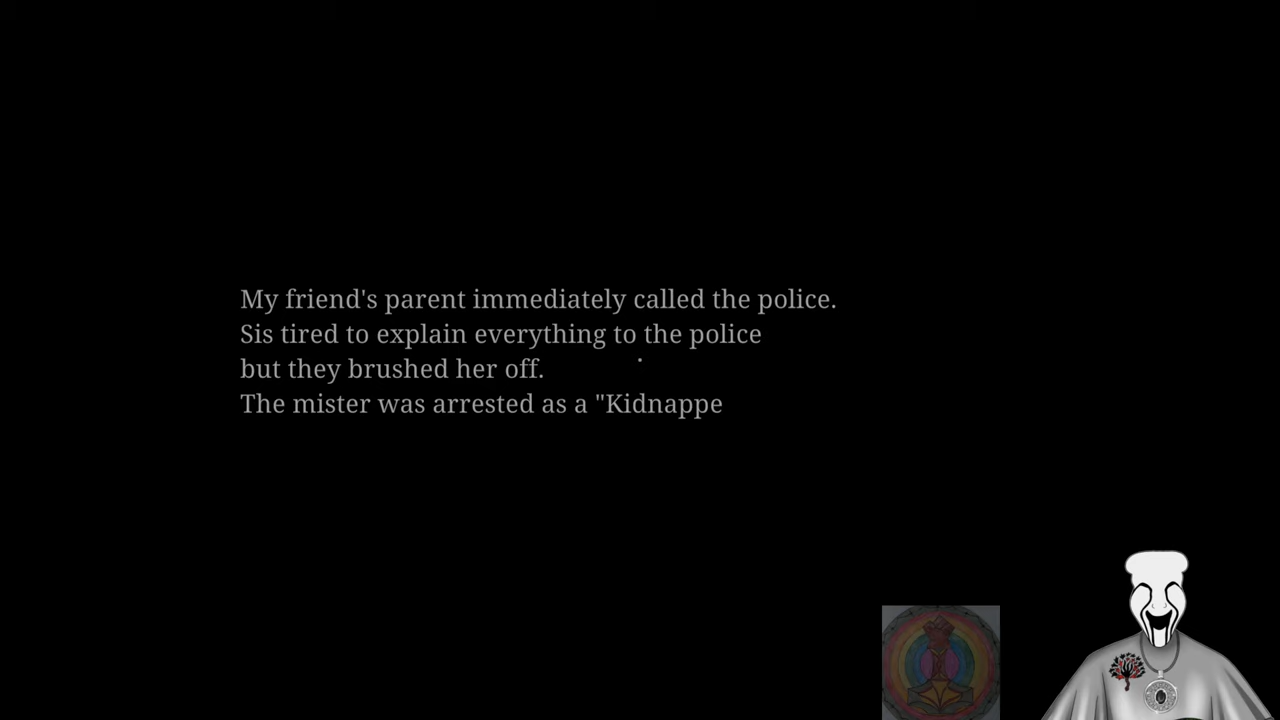 My friend's parent immediately called the police.
Sis tired to explain everything to the police
but they brushed her off.
The mister was arrested as a "Kidnappe